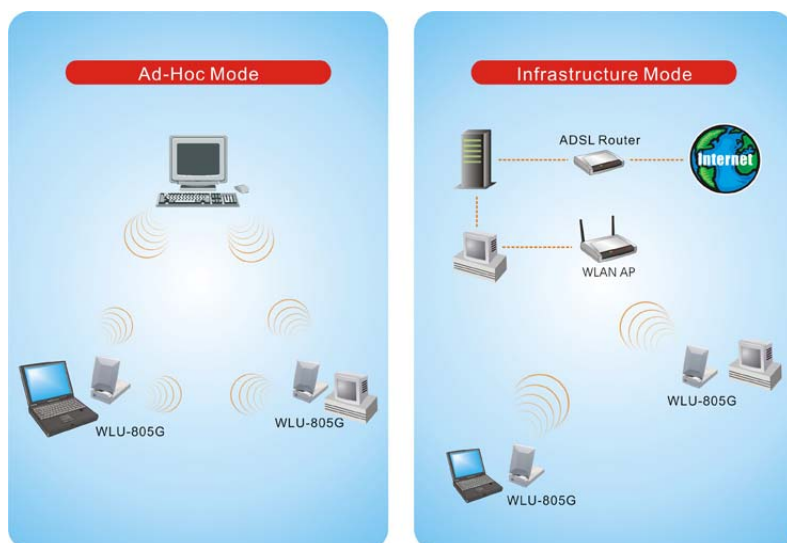 Ad-Hoc Mode
WLU-805G
WLU-805G
Infrastructure Mode
ADSL Router
Internet
WLAN AP
WLU-805G
WLU-805G